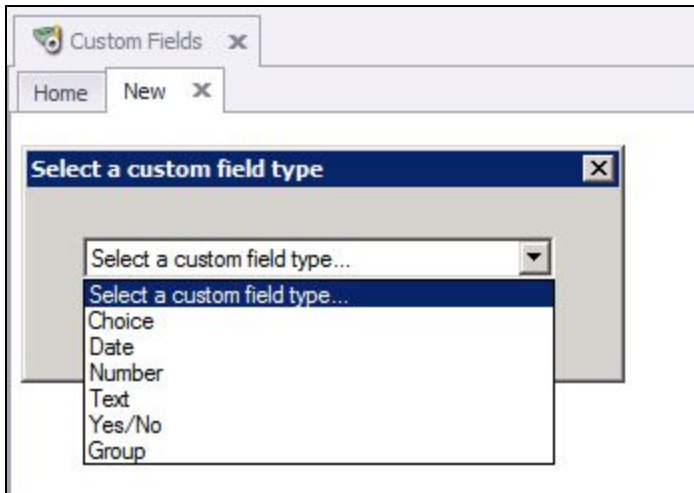 Custom Fields
Home New
Select a custom field type
Select a custom field type...
Select a custom field type...
Choice
Date
Number
Text
Yes/No
Group